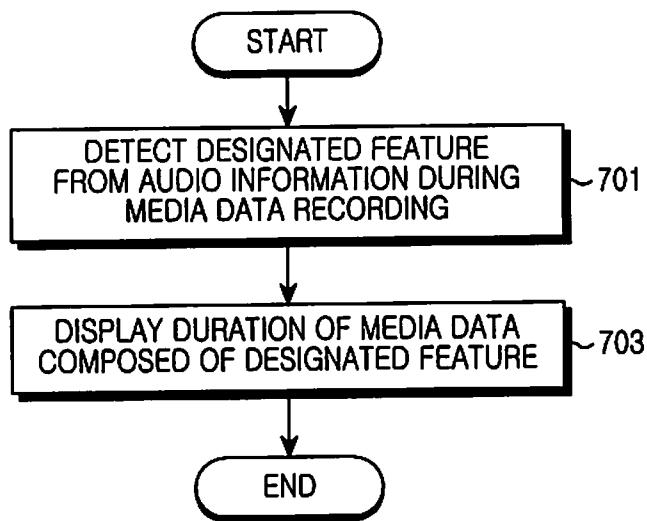 START
DETECT DESIGNATED FEATURE
FROM AUDIO INFORMATION DURING
MEDIA DATA RECORDING
701
DISPLAY DURATION OF MEDIA DATA
COMPOSED OF DESIGNATED FEATURE
703
END